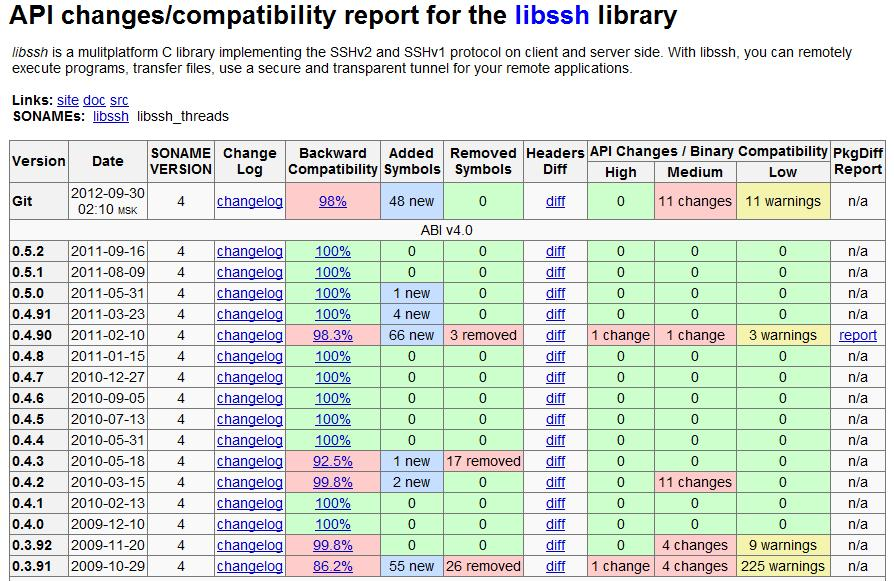 API changes/compatibility report for the libssh library
libssh is a mulitplatform C library implementing the SSHv2 and SSHv1 protocol on client and server side. With libssh, you can remotely
execute programs, transfer files, use a secure and transparent tunnel for your remote applications.
Links: site doc src
SONAMEs: libssh libssh_threads
Version Date SONAME VERSION Change Log Backward Compatibility Added Symbols Removed Symbols Headers Diff API Changes / Binary Compatibility PkgDiff Report
High Medium Low
Git 2012-09-30 02:10 MSK 4 changelog 98% 48 new 0 diff 0 11 changes 11 warnings n/a
ABI v4.0
0.5.2 2011-09-16 4 changelog 100% 0 0 diff 0 0 0 n/a
0.5.1 2011-08-09 4 changelog 100% 0 0 diff 0 0 0 n/a
0.5.0 2011-05-31 4 changelog 100% 1 new 0 diff 0 0 0 n/a
0.4.91 2011-03-23 4 changelog 100% 4 new 0 diff 0 0 0 n/a
0.4.90 2011-02-10 4 changelog 98.3% 66 new 3 removed diff 1 change 1 change 3 warnings report
0.4.8 2011-01-15 4 changelog 100% 0 0 diff 0 0 0 n/a
0.4.7 2010-12-27 4 changelog 100% 0 0 diff 0 0 0 n/a
0.4.6 2010-09-05 4 changelog 100% 0 0 diff 0 0 0 n/a
0.4.5 2010-07-13 4 changelog 100% 0 0 diff 0 0 0 n/a
0.4.4 2010-05-31 4 changelog 100% 0 0 diff 0 0 0 n/a
0.4.3 2010-05-18 4 changelog 92.5% 1 new 17 removed diff 0 0 0 n/a
0.4.2 2010-03-15 4 changelog 99.8% 2 new 0 diff 0 11 changes 0 n/a
0.4.1 2010-02-13 4 changelog 100% 0 0 diff 0 0 0 n/a
0.4.0 2009-12-10 4 changelog 100% 0 0 diff 0 0 0 n/a
0.3.92 2009-11-20 4 changelog 99.8% 0 0 diff 0 4 changes 9 warnings n/a
0.3.91 2009-10-29 4 changelog 86.2% 55 new 26 removed diff 1 change 4 changes 225 warnings n/a